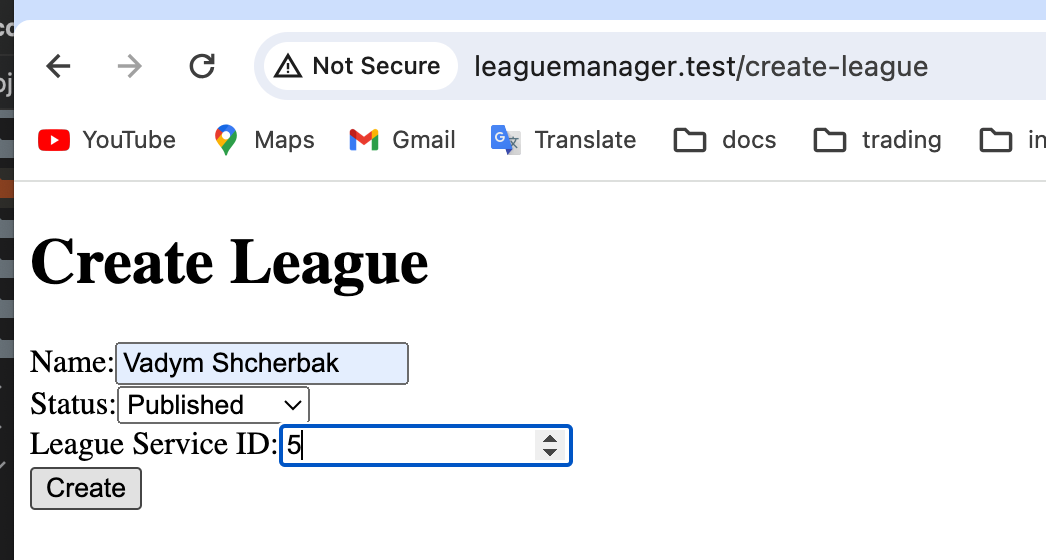 Not Secure leaguemanager.test/create-league
YouTube Maps Gmail Translate docs trading
Create League
Name: Vadym Shcherbak
Status: Published
League Service ID: 5
Create